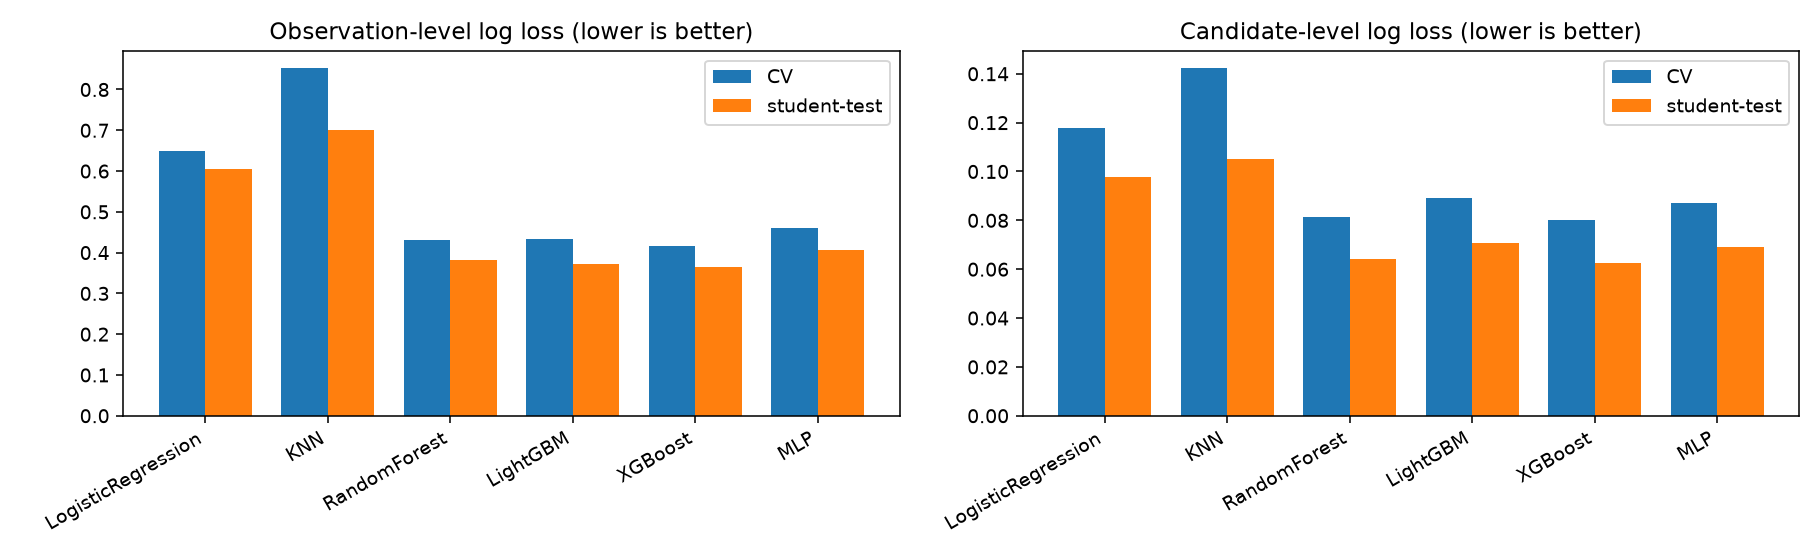 Observation-level log loss (lower is better)
CV
student-test
0.8
0.7
0.6
0.5
0.4
0.3
0.2
0.1
0.0
LogisticRegression
KNN
RandomForest
LightGBM
XGBoost
MLP
Candidate-level log loss (lower is better)
CV
student-test
0.14
0.12
0.10
0.08
0.06
0.04
0.02
0.00
LogisticRegression
KNN
RandomForest
LightGBM
XGBoost
MLP